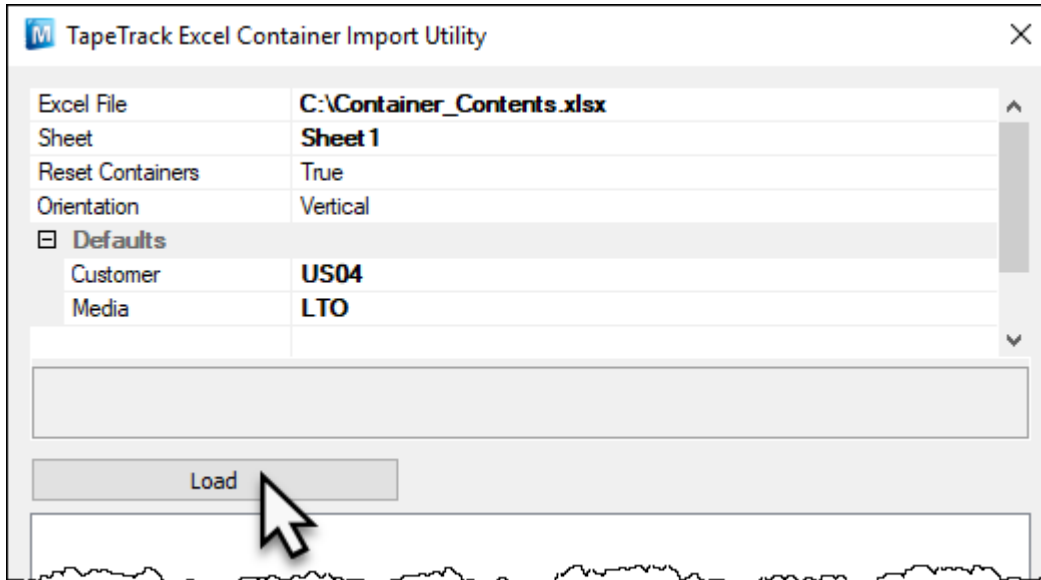 M TapeTrack Excel Container Import Utility
Excel File C:\Container_Contents.xlsx
Sheet Sheet1
Reset Containers True
Orientation Vertical
Defaults
Customer US04
Media LTO
Load